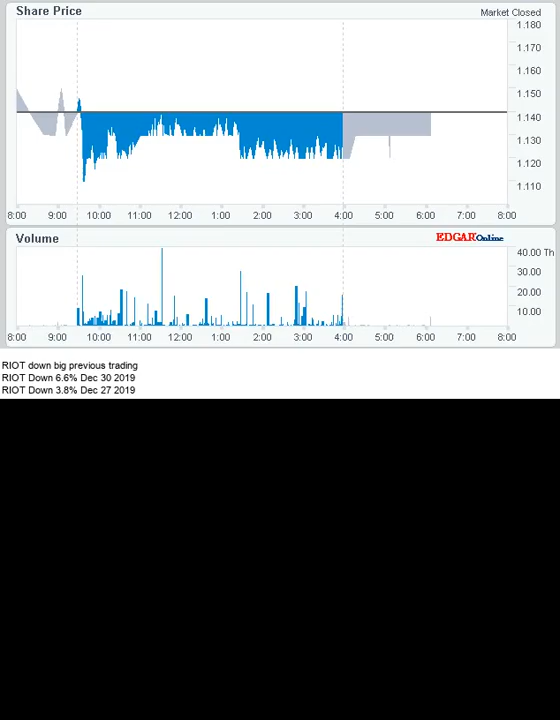 Share Price
Market Closed
1.180
1.170
1.160
1.150
1.140
1.130
1.120
1.110
8:00 9:00 10:00 11:00 12:00 1:00 2:00 3:00 4:00 5:00 6:00 7:00 8:00
Volume
EDGAR Online
40.00 Th
30.00
20.00
10.00
8:00 9:00 10:00 11:00 12:00 1:00 2:00 3:00 4:00 5:00 6:00 7:00 8:00
RIOT down big previous trading
RIOT Down 6.6% Dec 30 2019
RIOT Down 3.8% Dec 27 2019